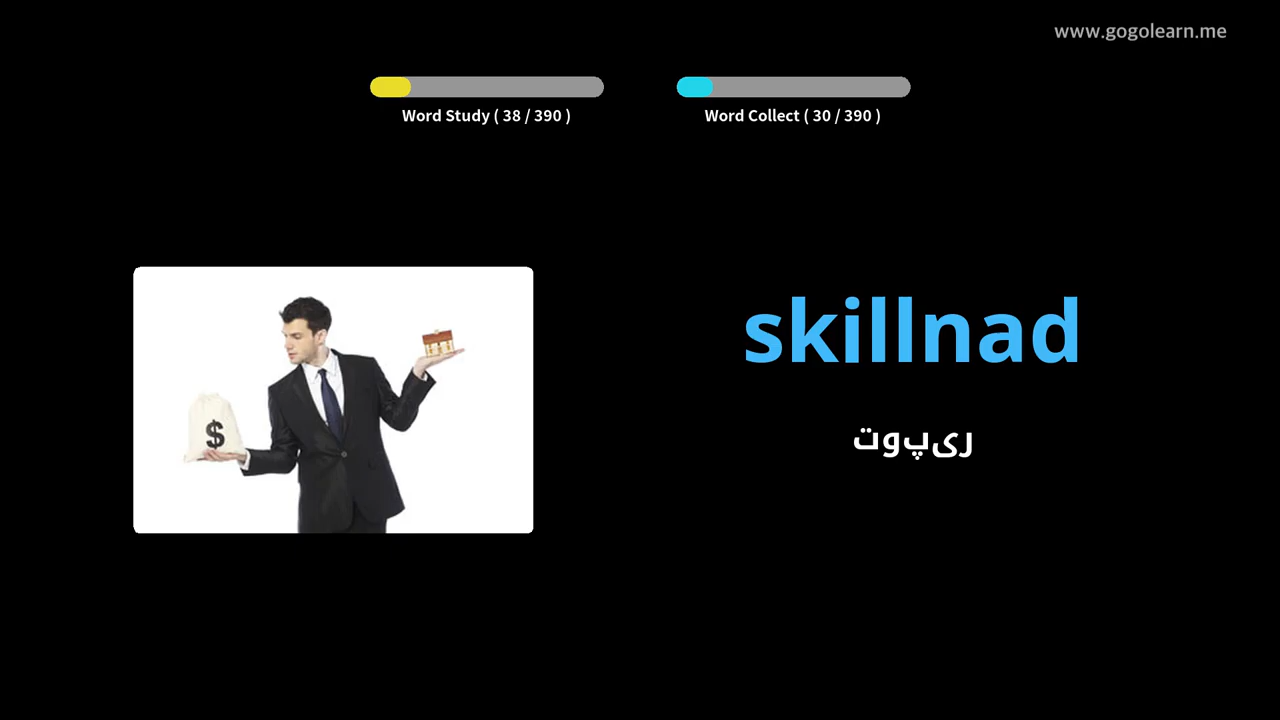 www.gogolearn.me
Word Study ( 38 / 390 )
Word Collect ( 30 / 390 )
skillnad
ریپوت
$